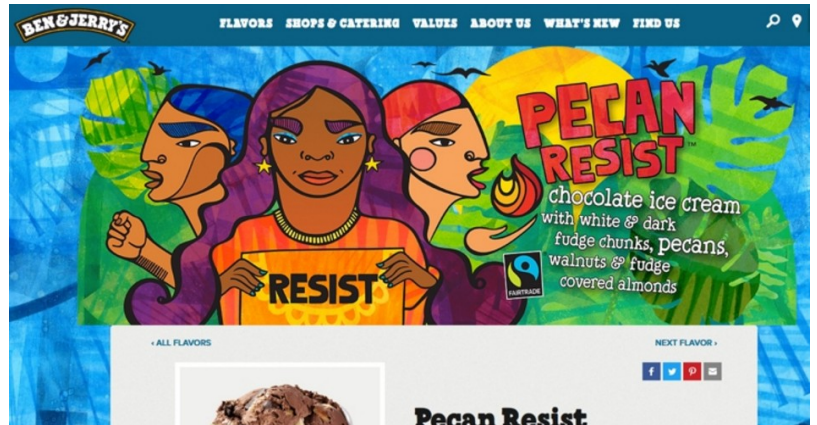 BEN & JERRY'S
FLAVORS SHOPS & CATERING VALUES ABOUT US WHAT'S NEW FIND US
PECAN
RESIST™
chocolate ice cream
with white & dark
fudge chunks, pecans,
walnuts & fudge
covered almonds
RESIST
FAIRTRADE
‹ ALL FLAVORS
NEXT FLAVOR ›
Pecan Resist